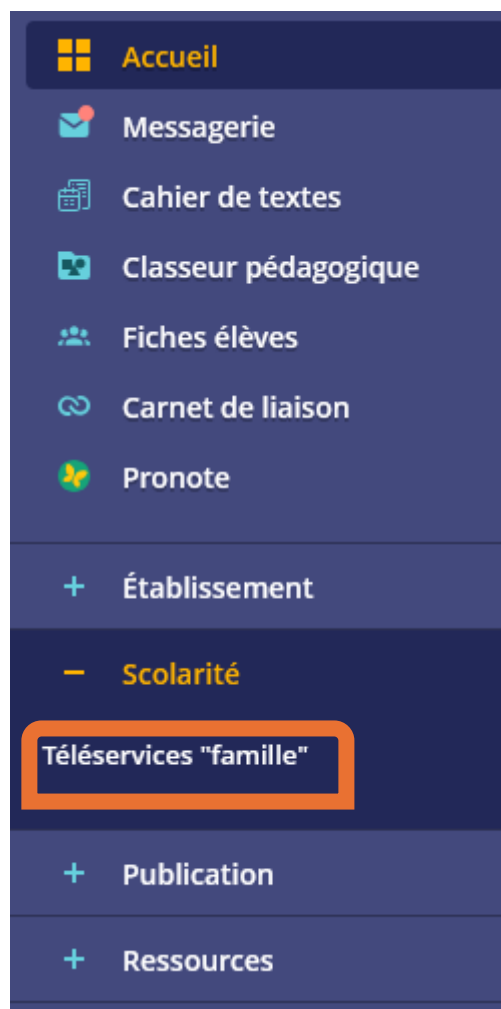 Accueil
Messagerie
Cahier de textes
Classeur pédagogique
Fiches élèves
Carnet de liaison
Pronote
+ Établissement
− Scolarité
Téléservices "famille"
+ Publication
+ Ressources